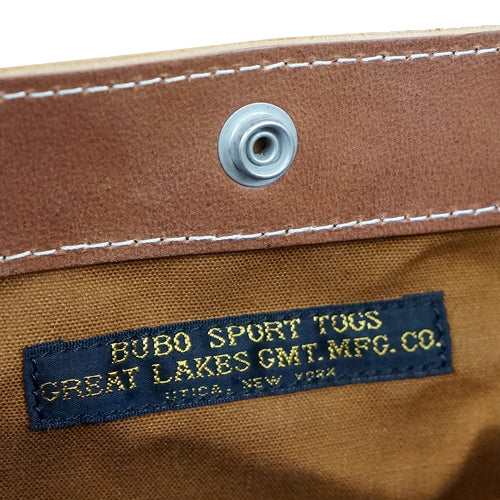 BUBO SPORT TOGS
GREAT LAKES GMT. MFG. CO.
UTICA, NEW YORK